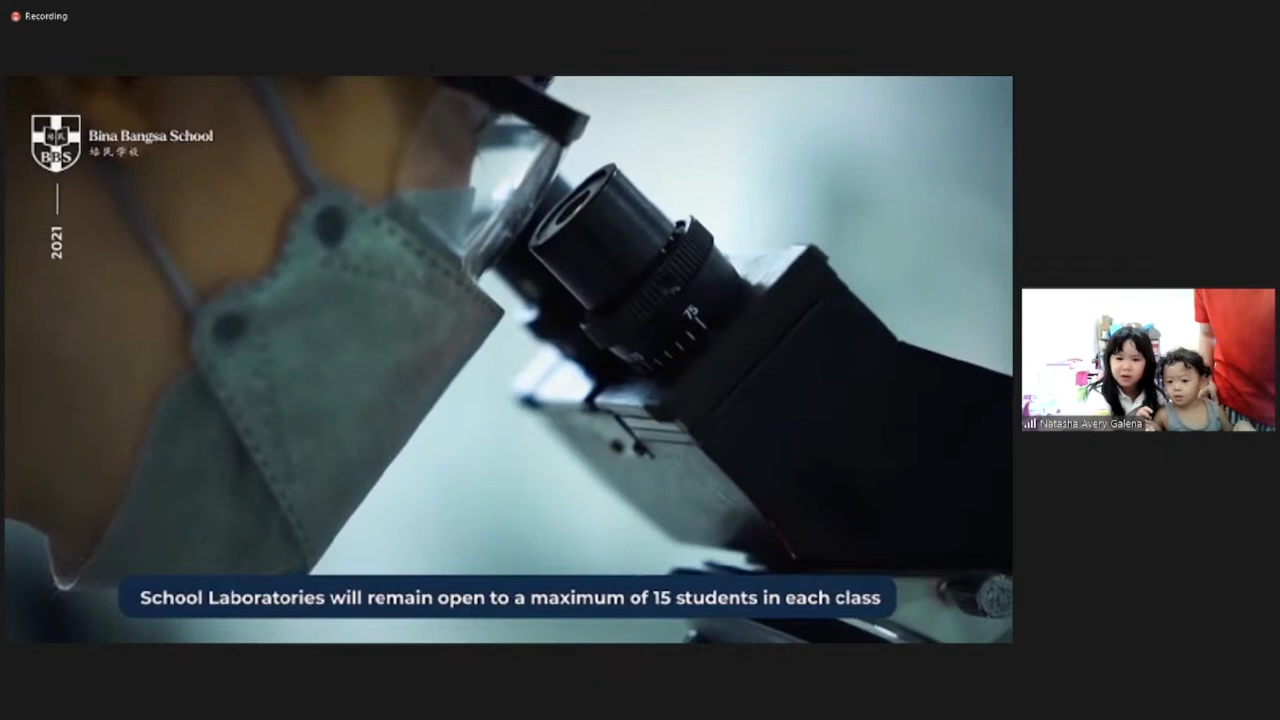 Recording
Bina Bangsa School
培民学校
BBS
2021
75
School Laboratories will remain open to a maximum of 15 students in each class
Natasha Avery Galena